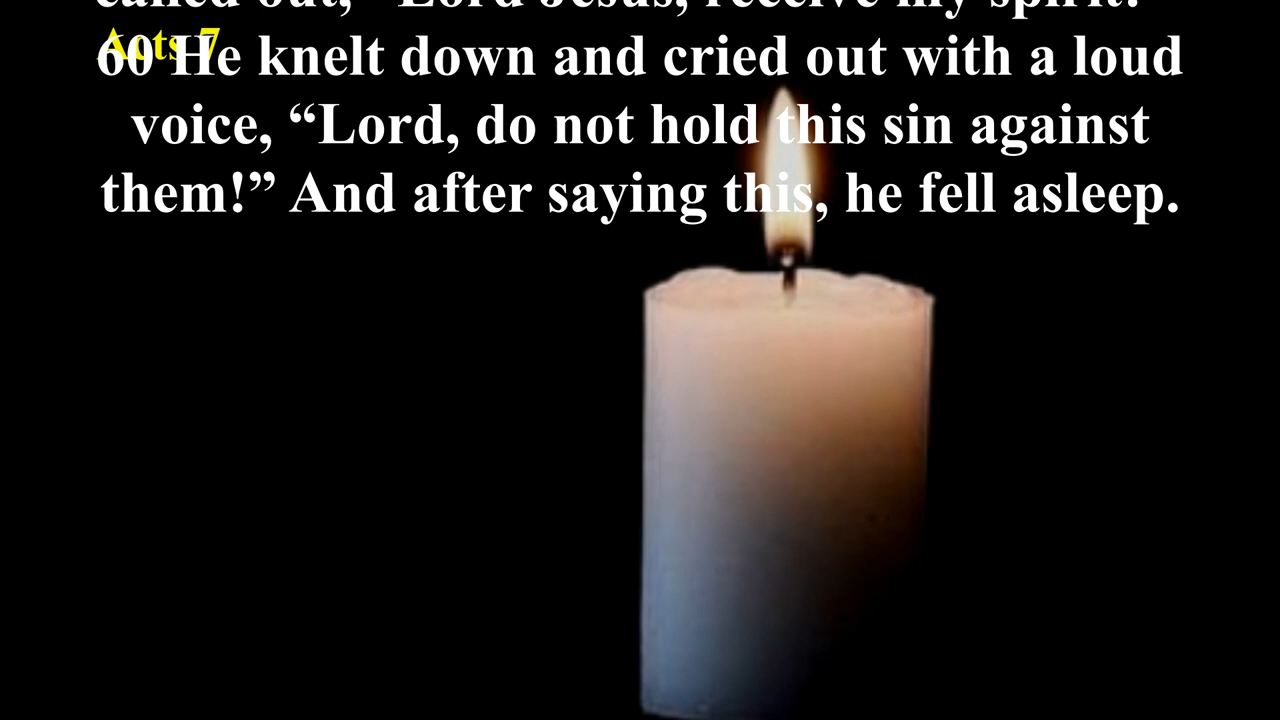 called out, “Lord Jesus, receive my spirit!”
Acts 7
60 He knelt down and cried out with a loud
voice, “Lord, do not hold this sin against
them!” And after saying this, he fell asleep.